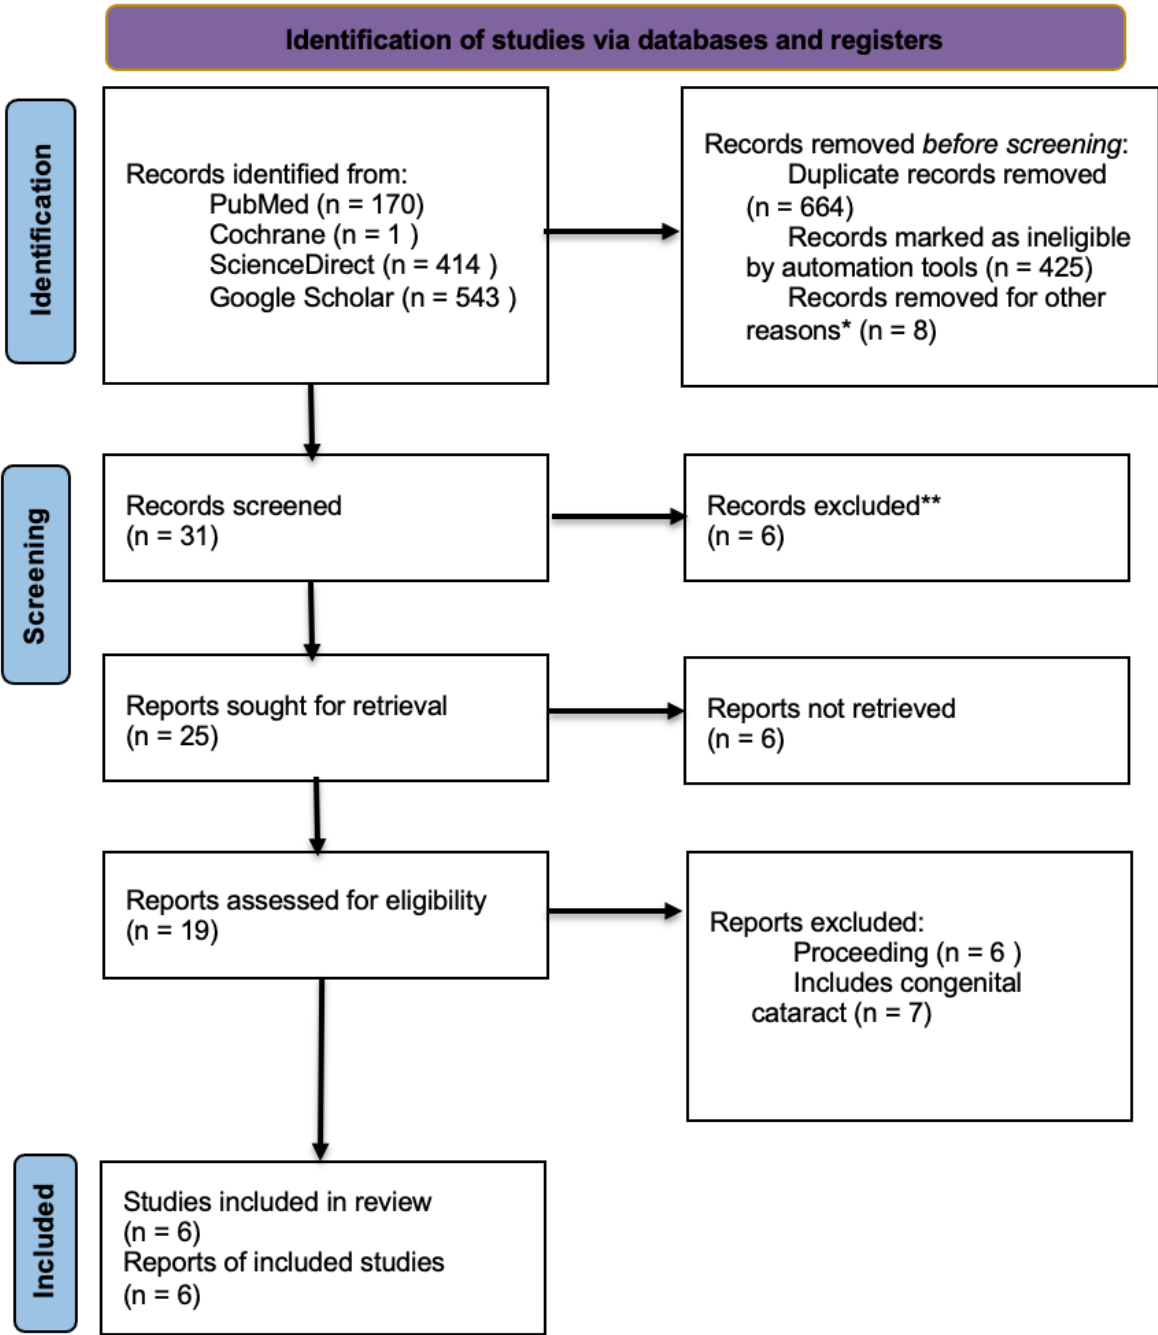 Identification of studies via databases and registers
Identification
Records identified from:
PubMed (n = 170)
Cochrane (n = 1 )
ScienceDirect (n = 414 )
Google Scholar (n = 543 )
Records removed before screening:
Duplicate records removed
(n = 664)
Records marked as ineligible
by automation tools (n = 425)
Records removed for other
reasons* (n = 8)
Screening
Records screened
(n = 31)
Records excluded**
(n = 6)
Reports sought for retrieval
(n = 25)
Reports not retrieved
(n = 6)
Reports assessed for eligibility
(n = 19)
Reports excluded:
Proceeding (n = 6 )
Includes congenital
cataract (n = 7)
Included
Studies included in review
(n = 6)
Reports of included studies
(n = 6)